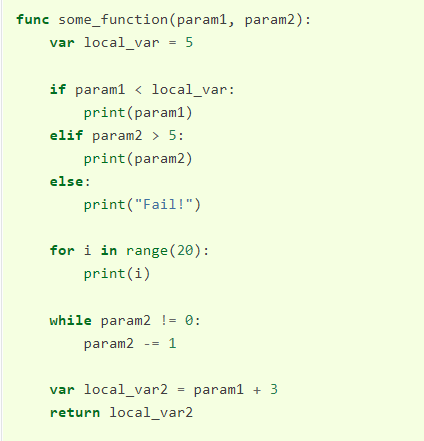 func some_function(param1, param2):
    var local_var = 5

    if param1 < local_var:
        print(param1)
    elif param2 > 5:
        print(param2)
    else:
        print("Fail!")

    for i in range(20):
        print(i)

    while param2 != 0:
        param2 -= 1

    var local_var2 = param1 + 3
    return local_var2